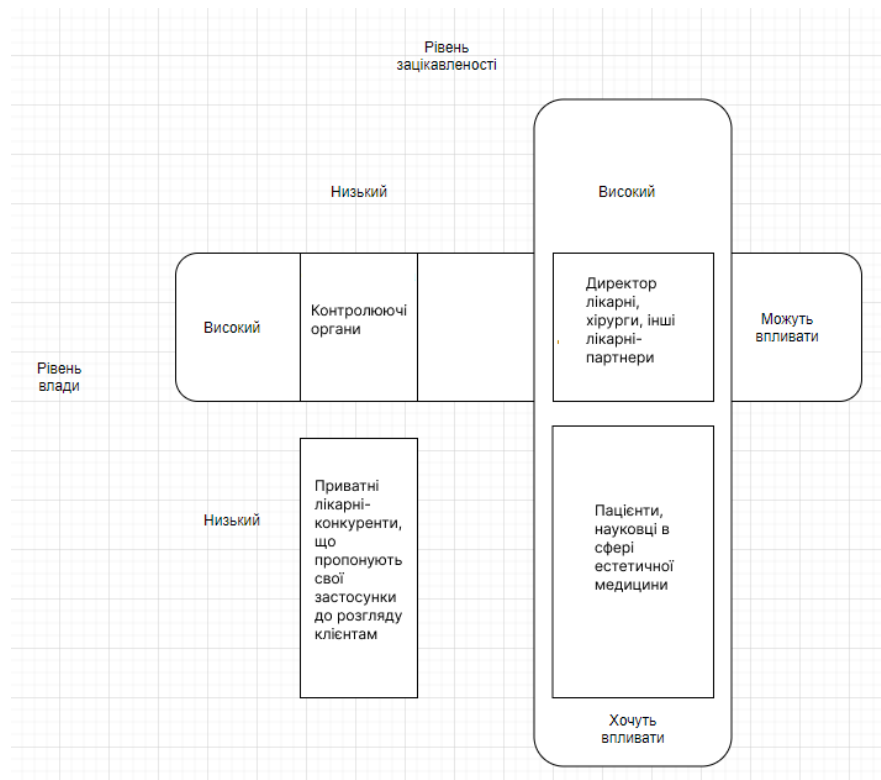 Рівень
зацікавленості
Низький
Високий
Високий
Контролюючі
органи
Директор
лікарні,
хірурги, інші
лікарні-
партнери
Можуть
впливати
Рівень
влади
Низький
Приватні
лікарні-
конкуренти,
що
пропонують
свої
застосунки
до розгляду
клієнтам
Пацієнти,
науковці в
сфері
естетичної
медицини
Хочуть
впливати